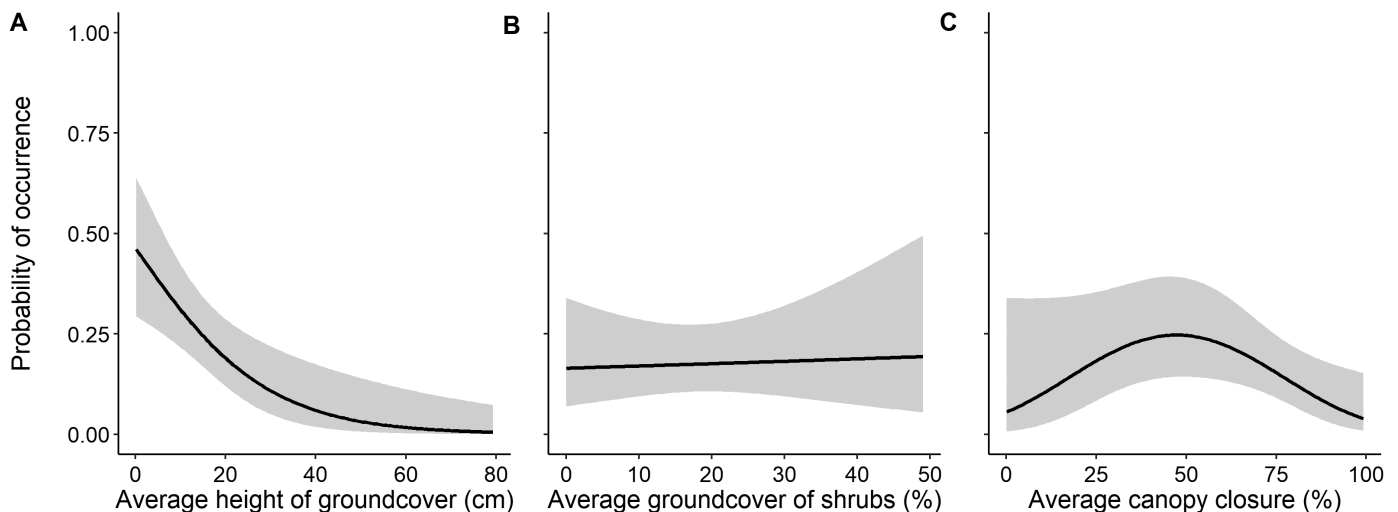 A
B
C
Probability of occurrence
1.00
0.75
0.50
0.25
0.00
0 20 40 60 80
0 10 20 30 40 50
0 25 50 75 100
Average height of groundcover (cm)
Average groundcover of shrubs (%)
Average canopy closure (%)